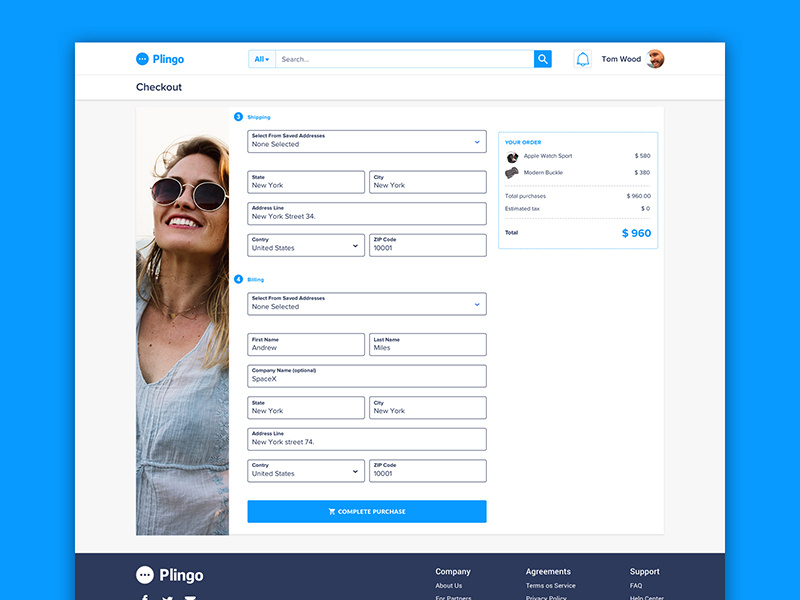 Plingo
All
Search...
Tom Wood
Checkout
3 Shipping
Select From Saved Addresses
None Selected
State
New York
City
New York
Address Line
New York Street 34.
Contry
United States
ZIP Code
10001
4 Billing
Select From Saved Addresses
None Selected
First Name
Andrew
Last Name
Miles
Company Name (optional)
SpaceX
State
New York
City
New York
Address Line
New York street 74.
Contry
United States
ZIP Code
10001
COMPLETE PURCHASE
YOUR ORDER
Apple Watch Sport $ 580
Modern Buckle $ 380
Total purchases $ 960.00
Estimated tax $ 0
Total $ 960
Plingo
Company
About Us
For Partners
Agreements
Terms os Service
Privacy Policy
Support
FAQ
Help Center